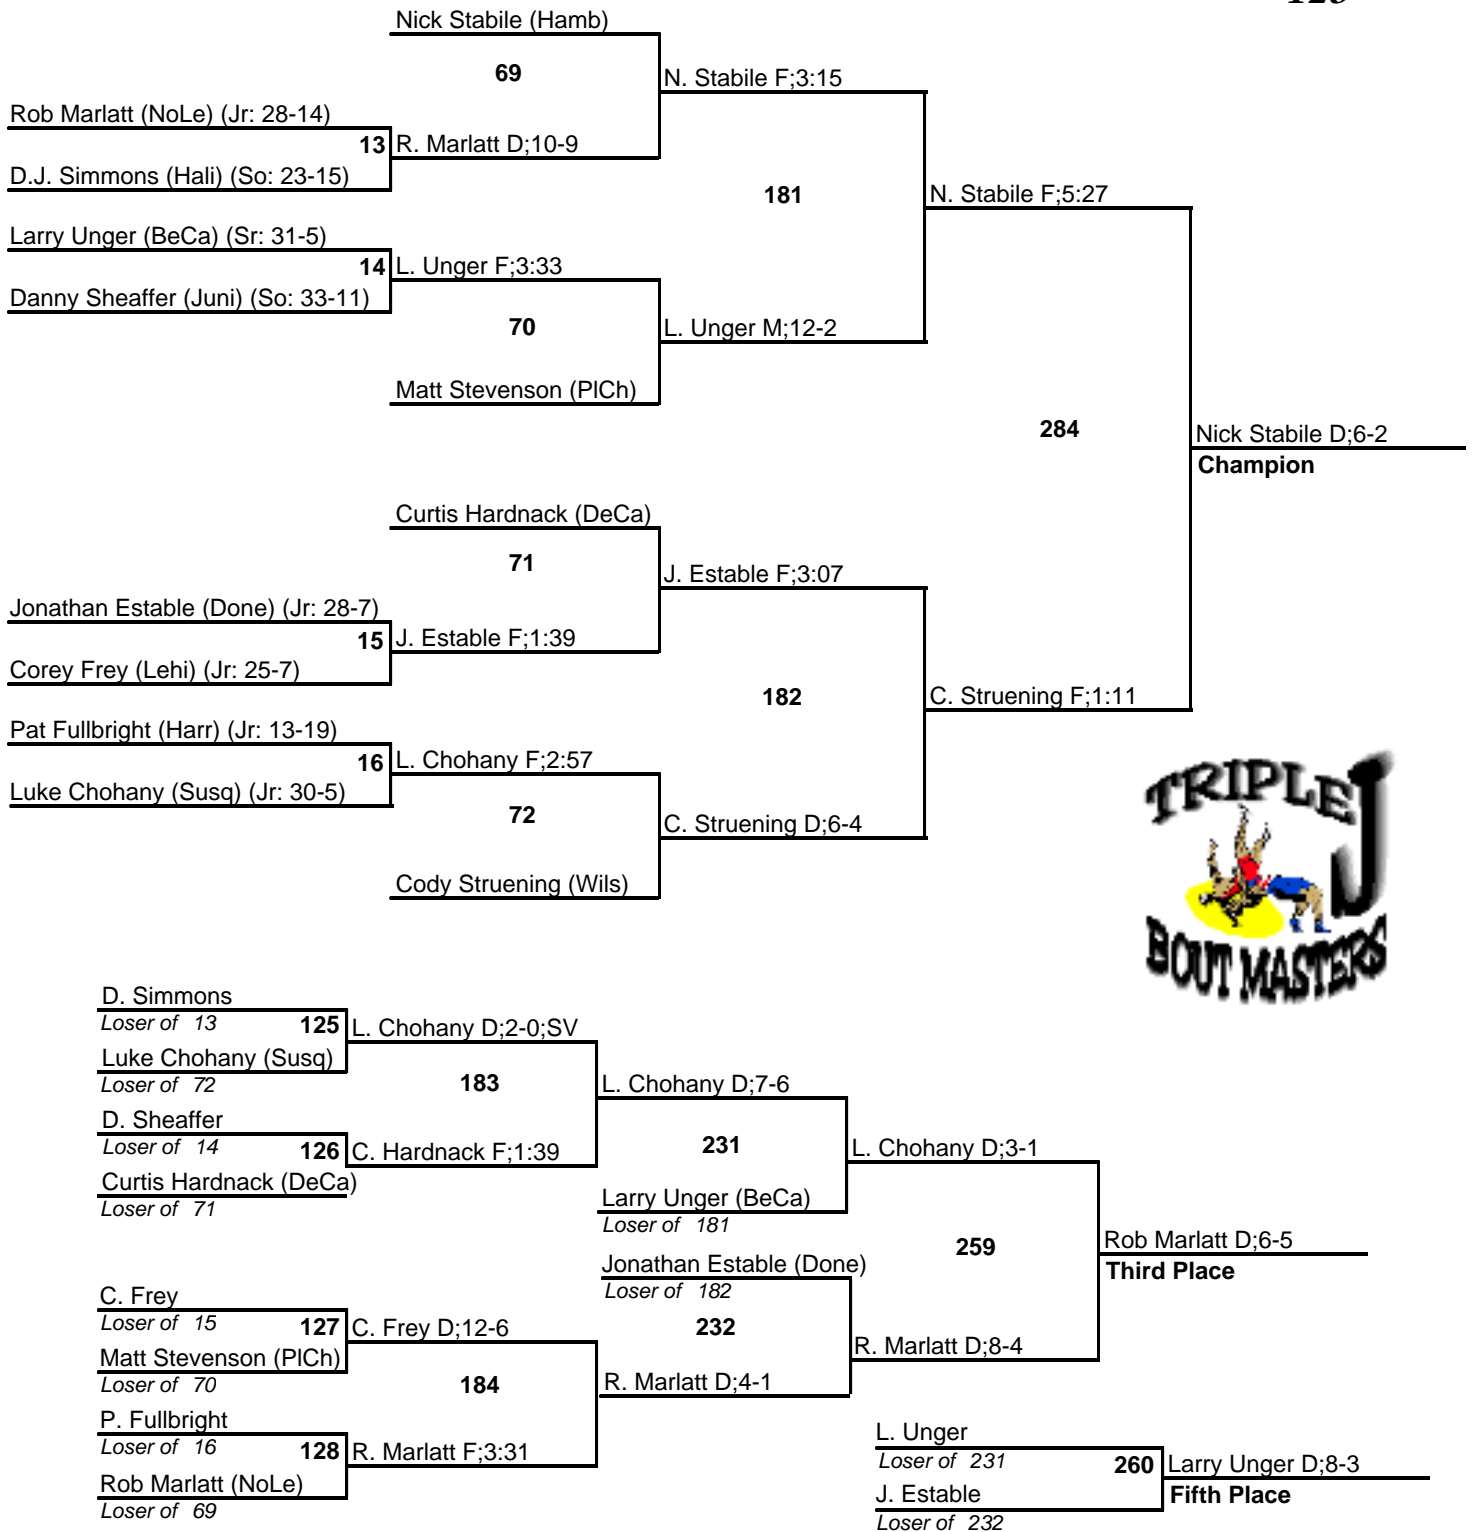 Nick Stabile (Hamb)
69
N. Stabile F;3:15
Rob Marlatt (NoLe) (Jr: 28-14)
13
R. Marlatt D;10-9
D.J. Simmons (Hali) (So: 23-15)
181
N. Stabile F;5:27
Larry Unger (BeCa) (Sr: 31-5)
14
L. Unger F;3:33
Danny Sheaffer (Juni) (So: 33-11)
70
L. Unger M;12-2
Matt Stevenson (PlCh)
284
Nick Stabile D;6-2
Champion
Curtis Hardnack (DeCa)
71
J. Estable F;3:07
Jonathan Estable (Done) (Jr: 28-7)
15
J. Estable F;1:39
Corey Frey (Lehi) (Jr: 25-7)
182
C. Struening F;1:11
Pat Fullbright (Harr) (Jr: 13-19)
16
L. Chohany F;2:57
Luke Chohany (Susq) (Jr: 30-5)
72
C. Struening D;6-4
Cody Struening (Wils)
TRIPLE J
BOUT MASTERS
D. Simmons
Loser of 13
125
L. Chohany D;2-0;SV
Luke Chohany (Susq)
Loser of 72
183
L. Chohany D;7-6
D. Sheaffer
Loser of 14
126
C. Hardnack F;1:39
231
L. Chohany D;3-1
Curtis Hardnack (DeCa)
Loser of 71
Larry Unger (BeCa)
Loser of 181
259
Rob Marlatt D;6-5
Third Place
Jonathan Estable (Done)
Loser of 182
C. Frey
Loser of 15
127
C. Frey D;12-6
232
R. Marlatt D;8-4
Matt Stevenson (PlCh)
Loser of 70
184
R. Marlatt D;4-1
P. Fullbright
Loser of 16
128
R. Marlatt F;3:31
Rob Marlatt (NoLe)
Loser of 69
L. Unger
Loser of 231
260
Larry Unger D;8-3
Fifth Place
J. Estable
Loser of 232